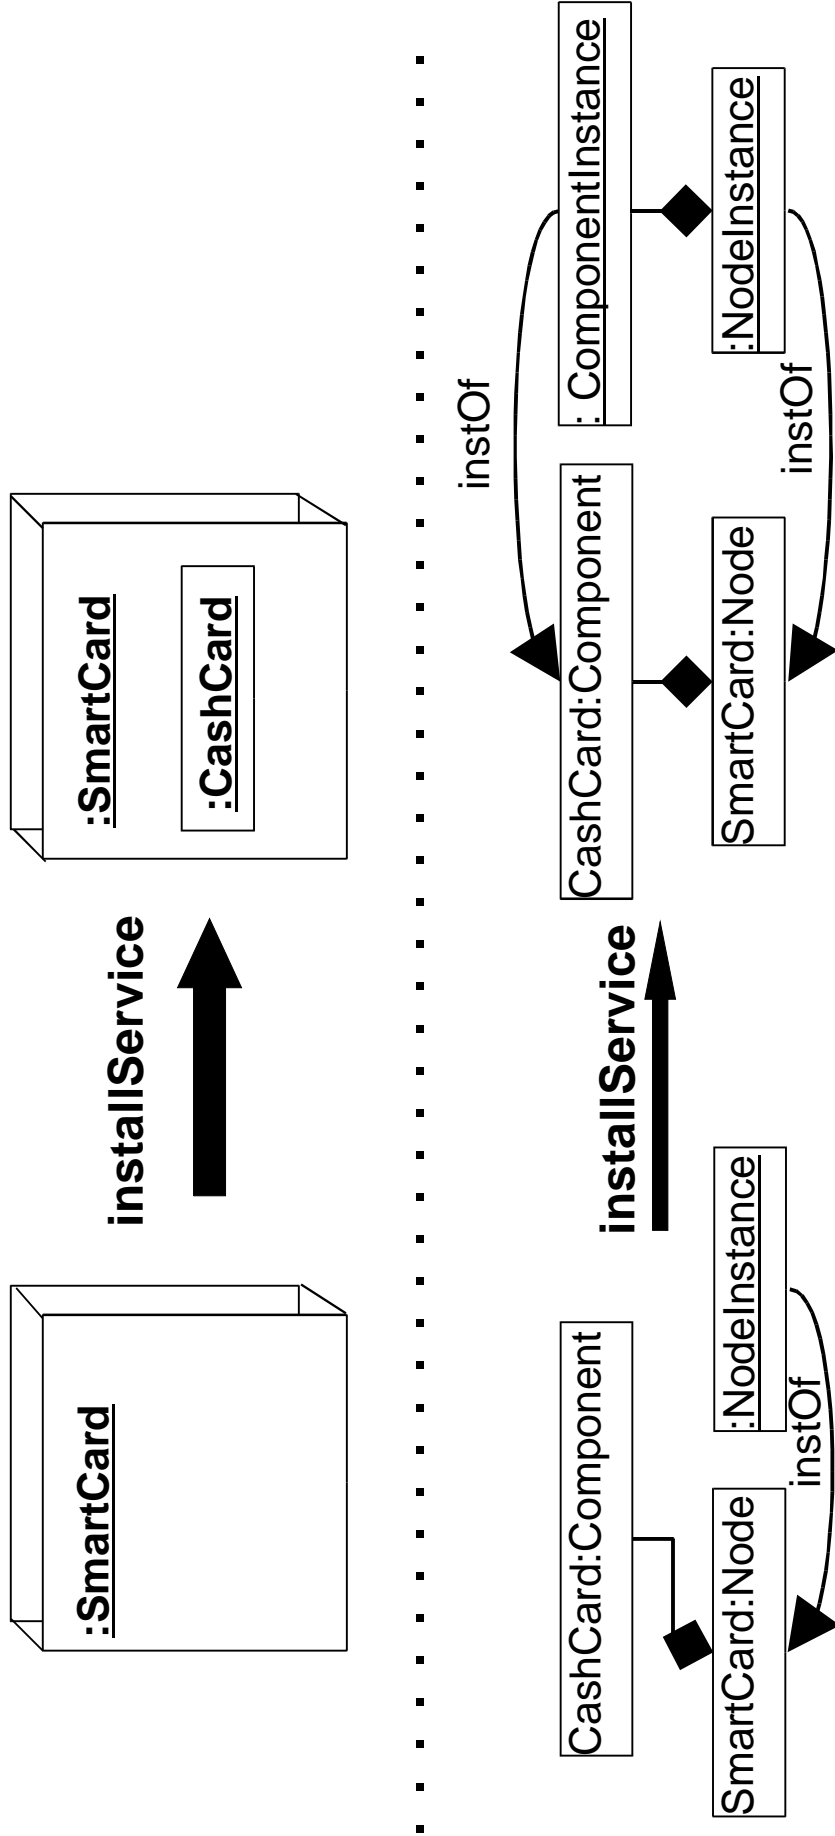 :SmartCard
installService
:SmartCard
:CashCard
CashCard:Component
SmartCard:Node
:NodeInstance
instOf
installService
instOf
CashCard:Component
: ComponentInstance
SmartCard:Node
:NodeInstance
instOf